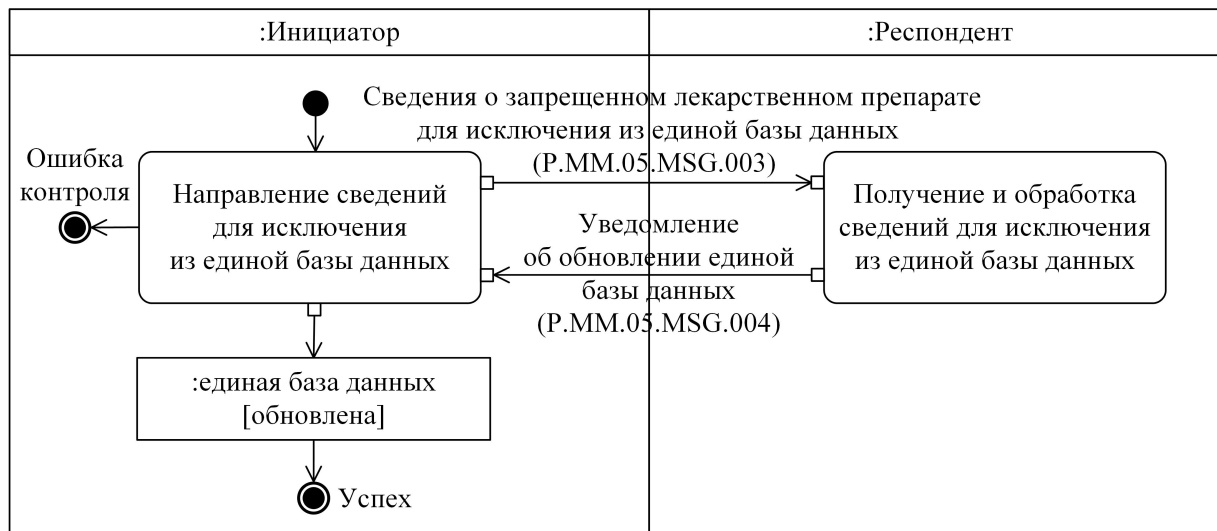 :Инициатор
:Респондент
Сведения о запрещенном лекарственном препарате
для исключения из единой базы данных
(P.MM.05.MSG.003)
Ошибка
контроля
Направление сведений
для исключения
из единой базы данных
Получение и обработка
сведений для исключения
из единой базы данных
Уведомление
об обновлении единой
базы данных
(P.MM.05.MSG.004)
:единая база данных
[обновлена]
Успех